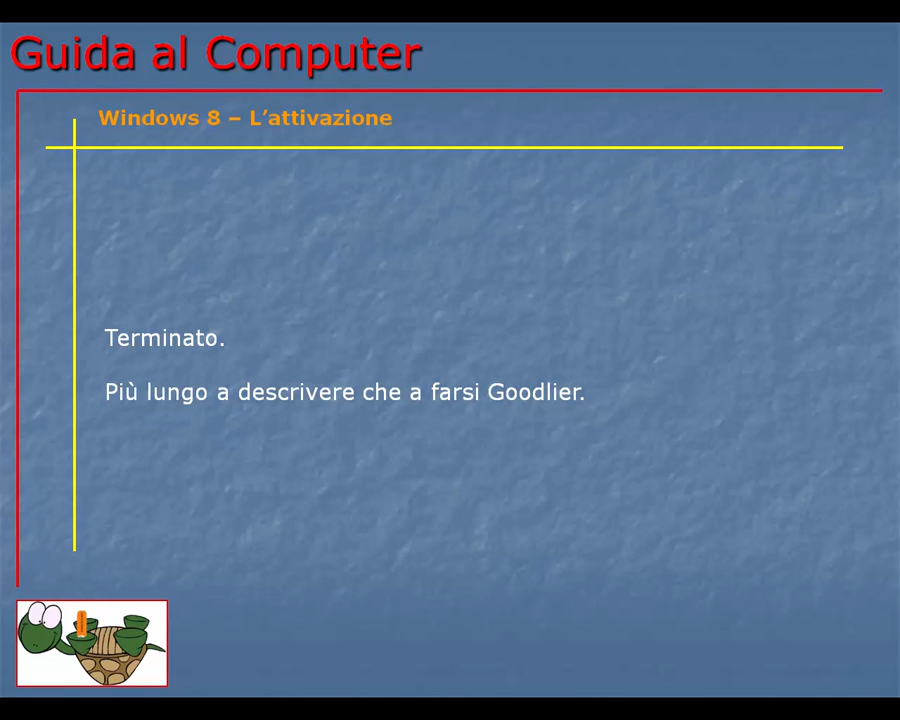 Guida al Computer
Windows 8 – L’attivazione
Terminato.
Più lungo a descrivere che a farsi Goodlier.